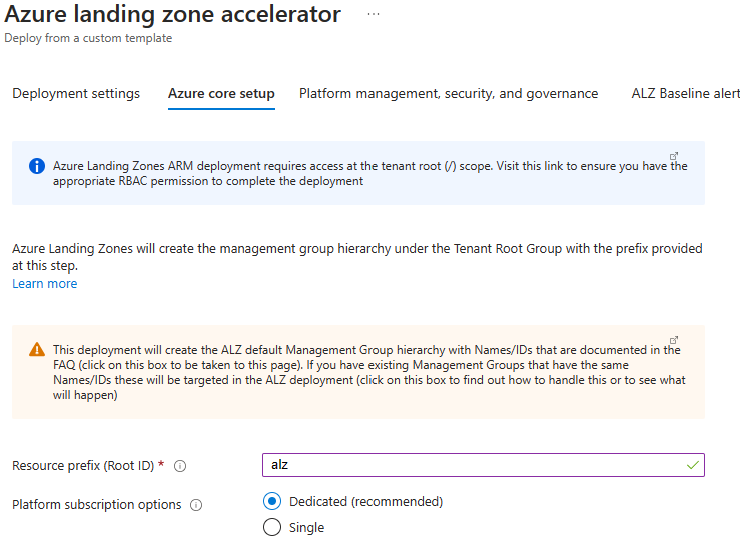 Azure landing zone accelerator ...
Deploy from a custom template
Deployment settings Azure core setup Platform management, security, and governance ALZ Baseline alert
Azure Landing Zones ARM deployment requires access at the tenant root (/) scope. Visit this link to ensure you have the
appropriate RBAC permission to complete the deployment
Azure Landing Zones will create the management group hierarchy under the Tenant Root Group with the prefix provided
at this step.
Learn more
This deployment will create the ALZ default Management Group hierarchy with Names/IDs that are documented in the
FAQ (click on this box to be taken to this page). If you have existing Management Groups that have the same
Names/IDs these will be targeted in the ALZ deployment (click on this box to find out how to handle this or to see what
will happen)
Resource prefix (Root ID) * alz
Platform subscription options Dedicated (recommended)
Single